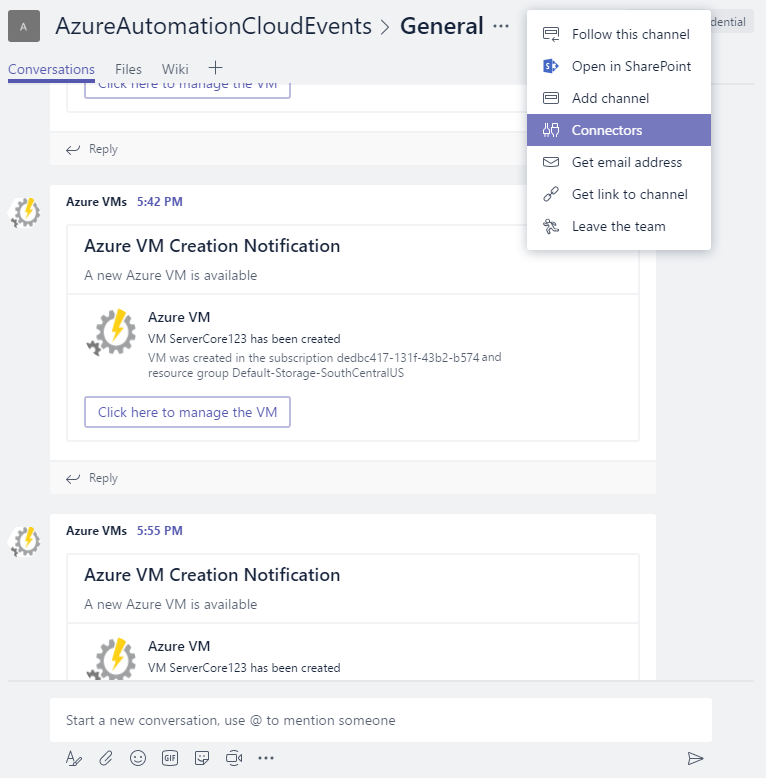 A
AzureAutomationCloudEvents > General ...
Conversations Files Wiki
Follow this channel
Open in SharePoint
Add channel
Connectors
Get email address
Get link to channel
Leave the team
Click here to manage the VM
Reply
Azure VMs 5:42 PM
Azure VM Creation Notification
A new Azure VM is available
Azure VM
VM ServerCore123 has been created
VM was created in the subscription dedbc417-131f-43b2-b574 and
resource group Default-Storage-SouthCentralUS
Click here to manage the VM
Reply
Azure VMs 5:55 PM
Azure VM Creation Notification
A new Azure VM is available
Azure VM
VM ServerCore123 has been created
Start a new conversation, use @ to mention someone
GIF